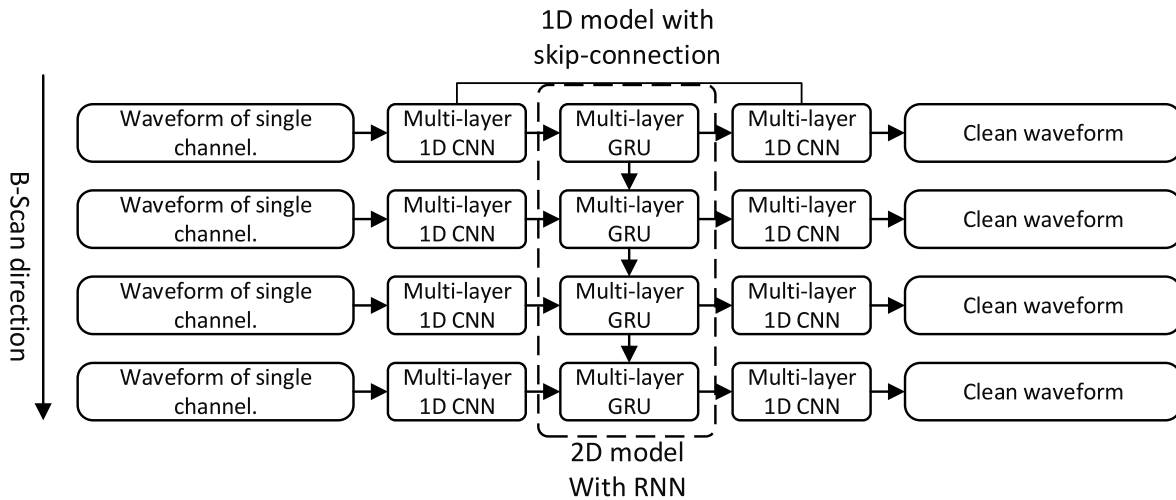 1D model with
skip-connection
B-Scan direction
Waveform of single
channel.
Multi-layer
1D CNN
Multi-layer
GRU
Multi-layer
1D CNN
Clean waveform
Waveform of single
channel.
Multi-layer
1D CNN
Multi-layer
GRU
Multi-layer
1D CNN
Clean waveform
Waveform of single
channel.
Multi-layer
1D CNN
Multi-layer
GRU
Multi-layer
1D CNN
Clean waveform
Waveform of single
channel.
Multi-layer
1D CNN
Multi-layer
GRU
Multi-layer
1D CNN
Clean waveform
2D model
With RNN